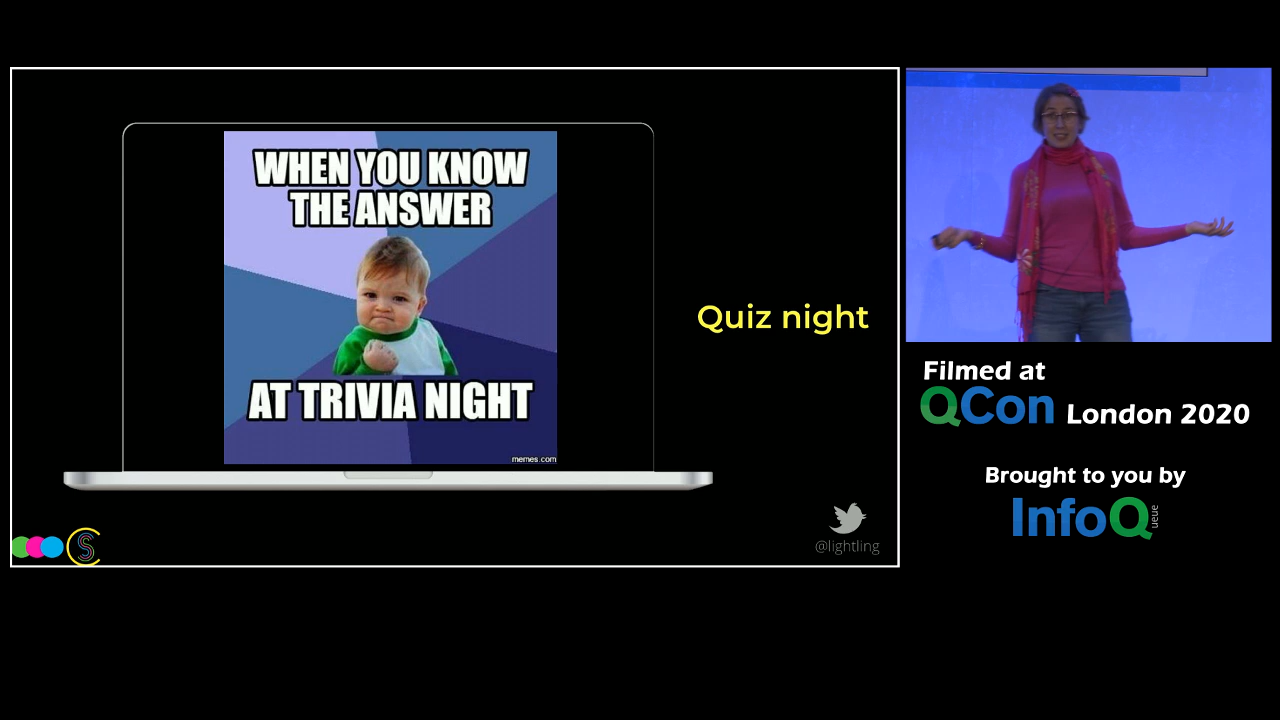 WHEN YOU KNOW
THE ANSWER
AT TRIVIA NIGHT
memes.com
Quiz night
@lightling
Filmed at
QCon London 2020
Brought to you by
InfoQ
ueue